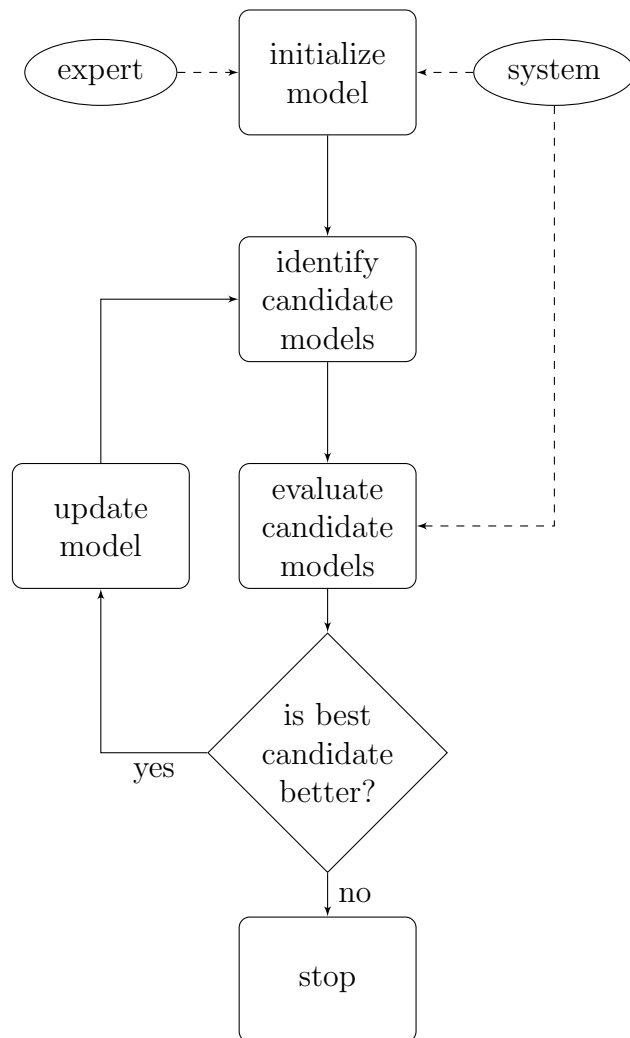 expert
initialize
model
system
identify
candidate
models
update
model
evaluate
candidate
models
is best
candidate
better?
yes
no
stop